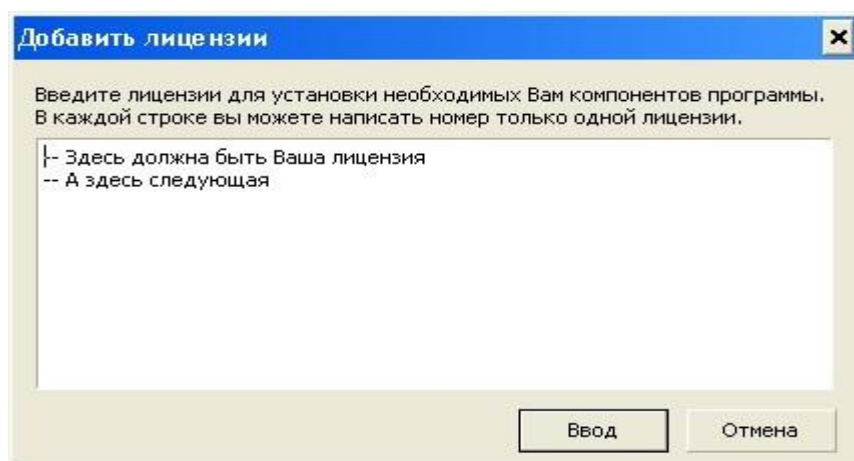 Добавить лицензии
Введите лицензии для установки необходимых Вам компонентов программы.
В каждой строке вы можете написать номер только одной лицензии.
-- Здесь должна быть Ваша лицензия
-- А здесь следующая
Ввод Отмена